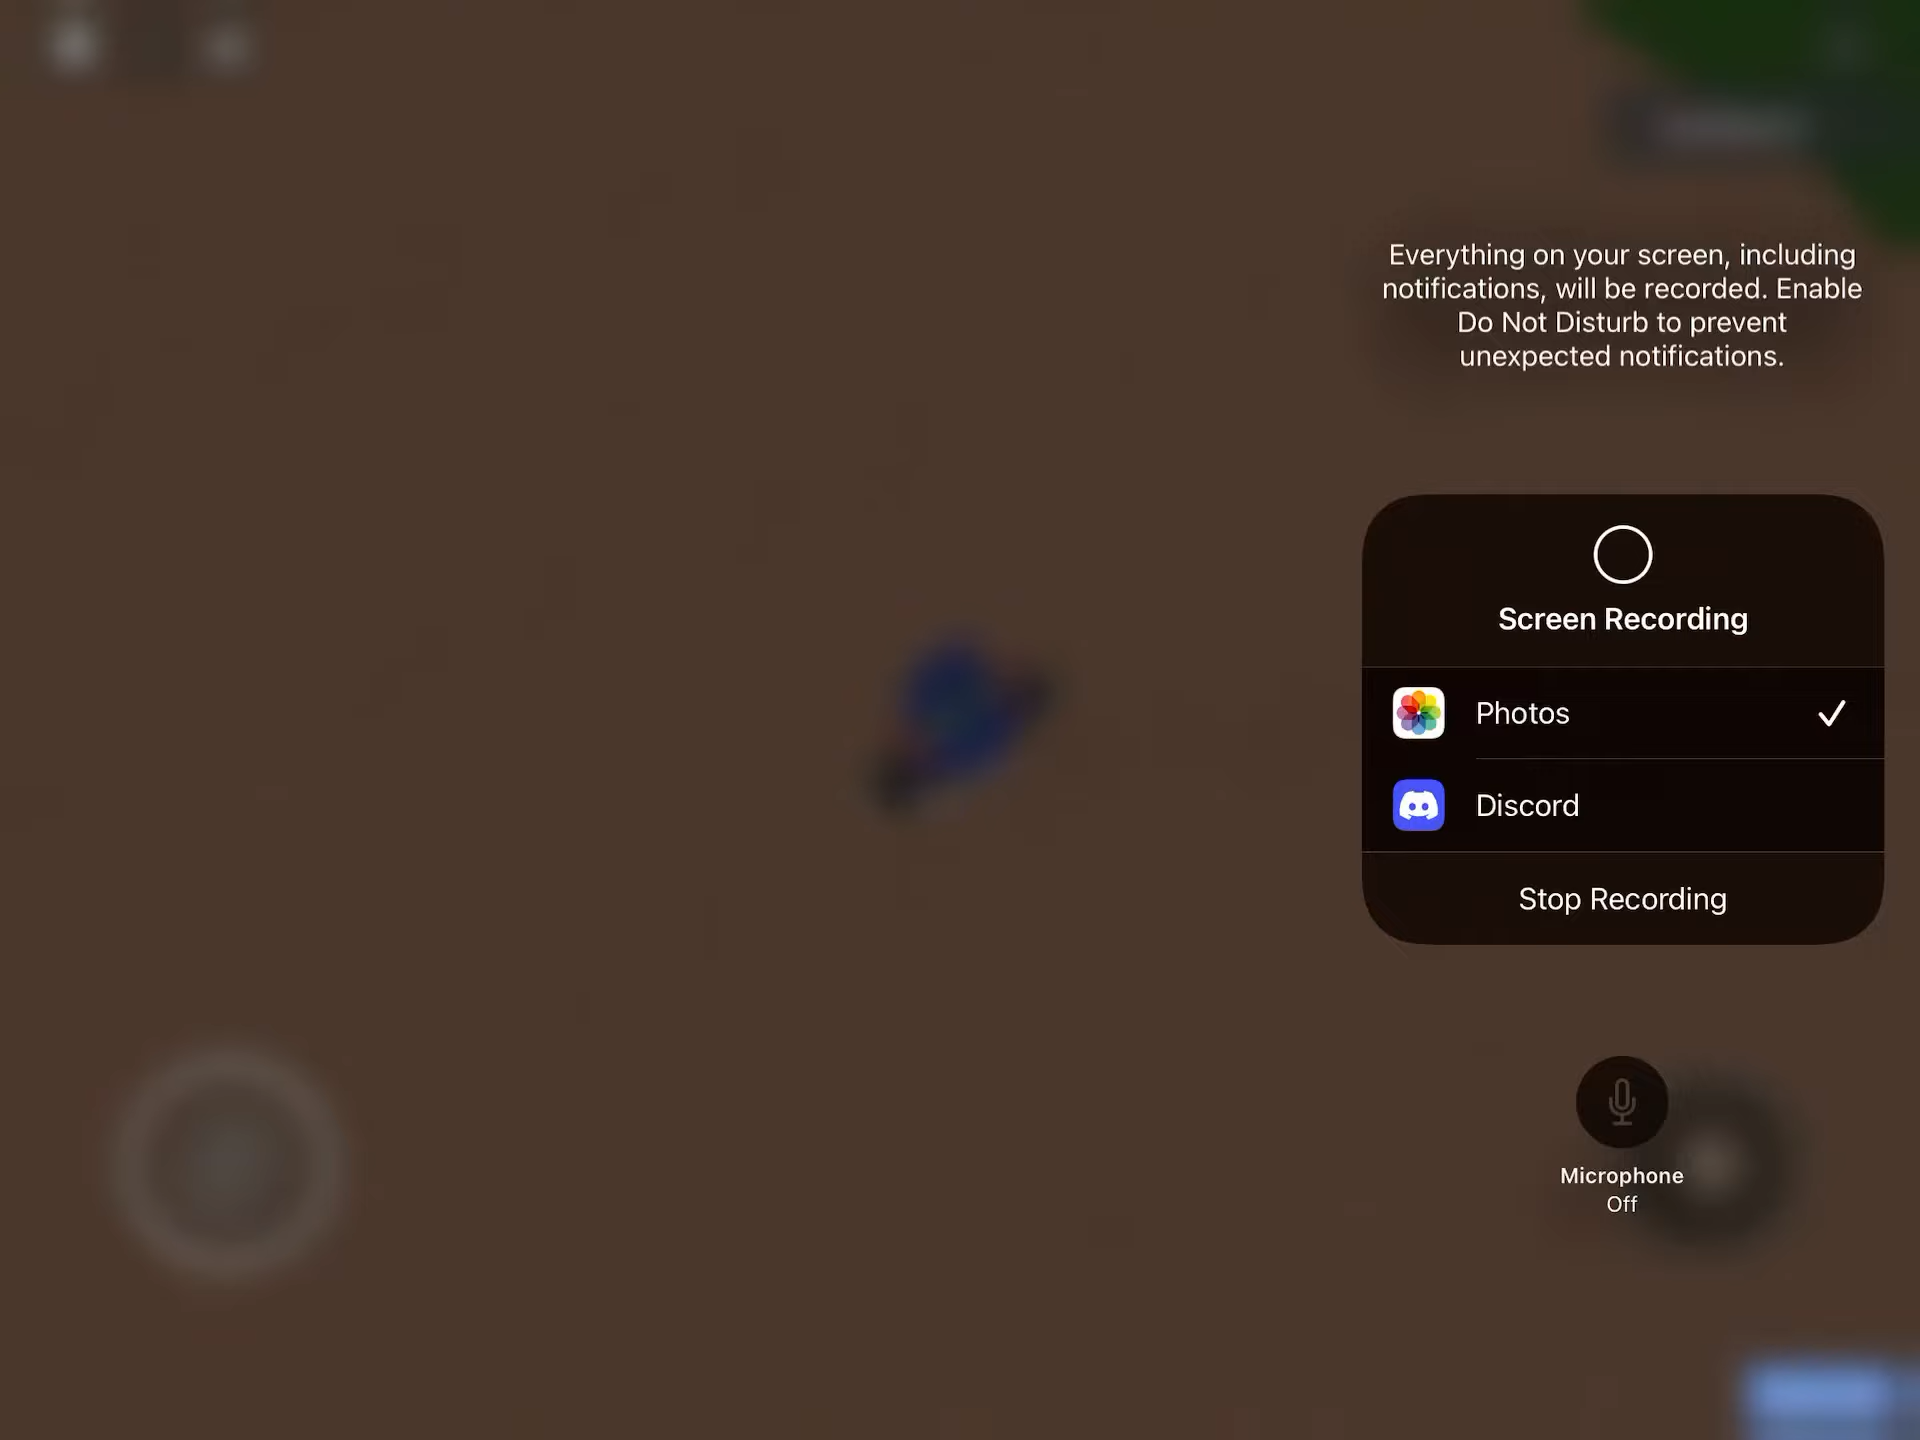 Everything on your screen, including
notifications, will be recorded. Enable
Do Not Disturb to prevent
unexpected notifications.
Screen Recording
Photos
Discord
Stop Recording
Microphone
Off